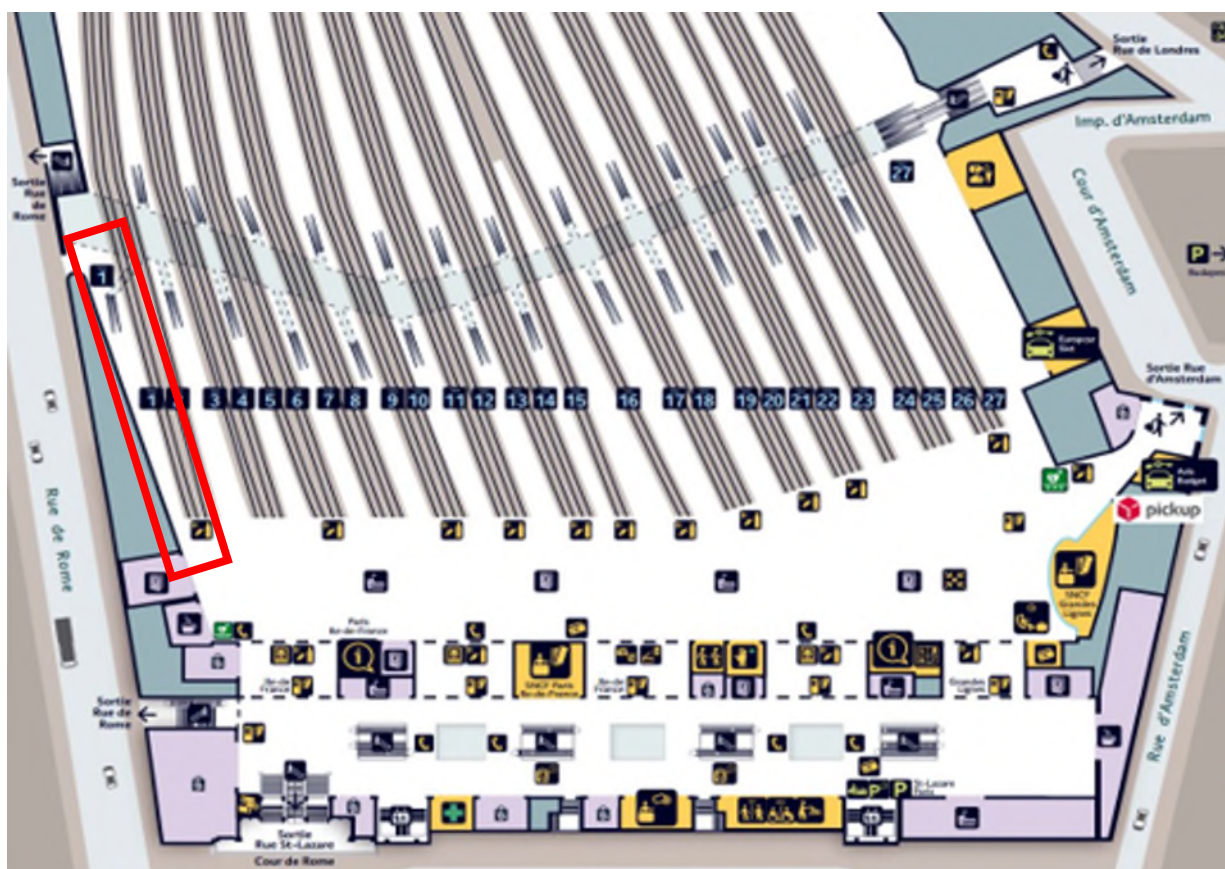 Sortie
Rue de Londres
Imp. d'Amsterdam
Sortie
Rue
de
Rome
27
Cour d'Amsterdam
P
1
Sortie Rue
d'Amsterdam
1
3
4
5
6
7
8
9
10
11
12
13
14
15
16
17
18
19
20
21
22
23
24
25
26
27
Rue de Rome
pickup
SNCF
Grandes
Lignes
Paris
Ile-de-France
Ile-de
France
SNCF Paris
Ile-de-France
Ile-de
France
Grandes
Lignes
Sortie
Rue de
Rome
Rue d'Amsterdam
P
P
St-Lazare
Paris
Sortie
Rue St-Lazare
Cour de Rome